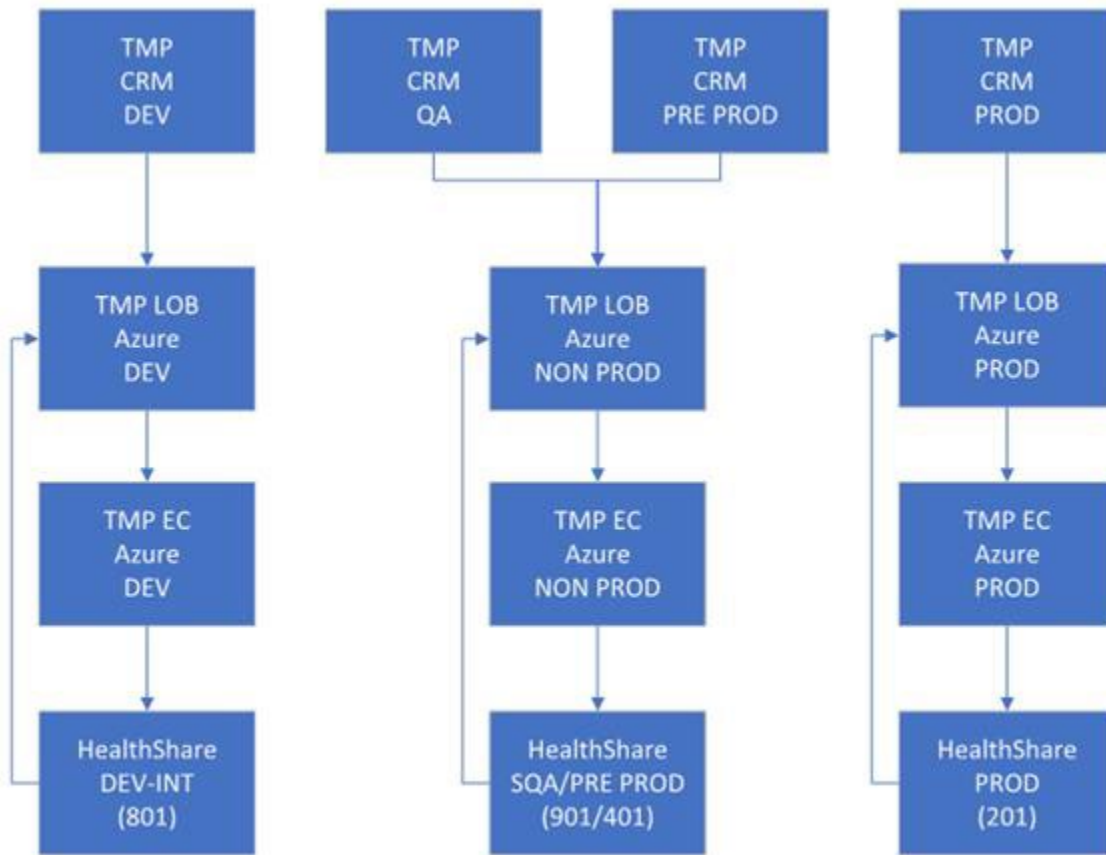 TMP
CRM
DEV
TMP
CRM
QA
TMP
CRM
PRE PROD
TMP
CRM
PROD
TMP LOB
Azure
DEV
TMP LOB
Azure
NON PROD
TMP LOB
Azure
PROD
TMP EC
Azure
DEV
TMP EC
Azure
NON PROD
TMP EC
Azure
PROD
HealthShare
DEV-INT
(801)
HealthShare
SQA/PRE PROD
(901/401)
HealthShare
PROD
(201)